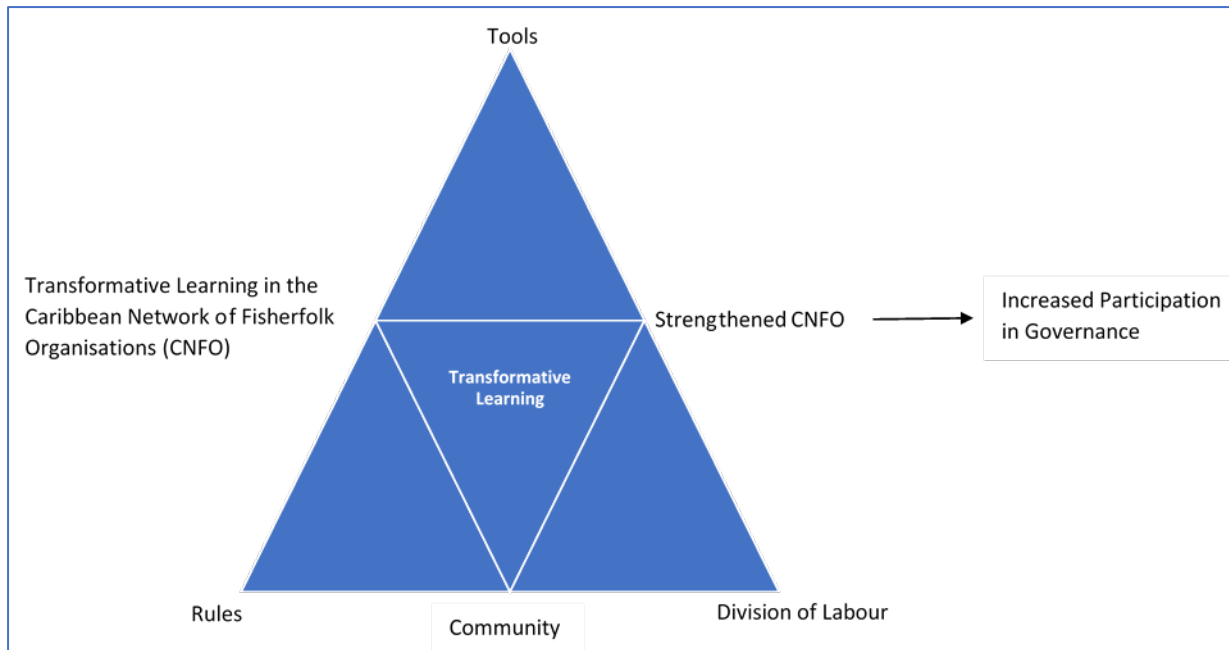 Tools
Transformative Learning in the
Caribbean Network of Fisherfolk
Organisations (CNFO)
Strengthened CNFO
Increased Participation
in Governance
Transformative
Learning
Rules
Community
Division of Labour